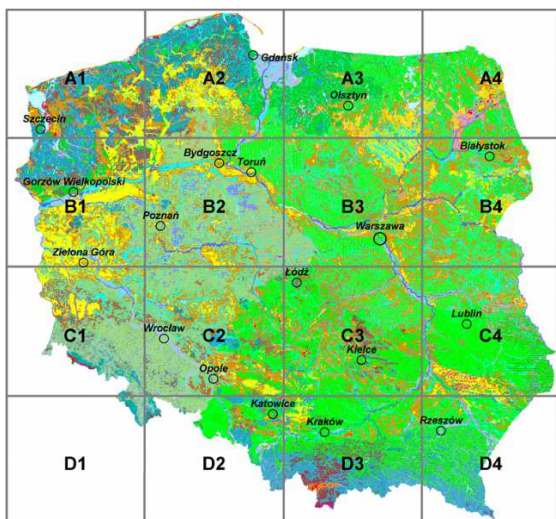 Gdańsk
A1 A2 A3 A4
Olsztyn
Szczecin
Bydgoszcz
Białystok
Toruń
Gorzów Wielkopolski
B1 B2 B3 B4
Poznań
Warszawa
Zielona Góra
Łódź
Lublin
Wrocław
C1 C2 C3 C4
Kielce
Opole
Katowice
Kraków
Rzeszów
D1 D2 D3 D4